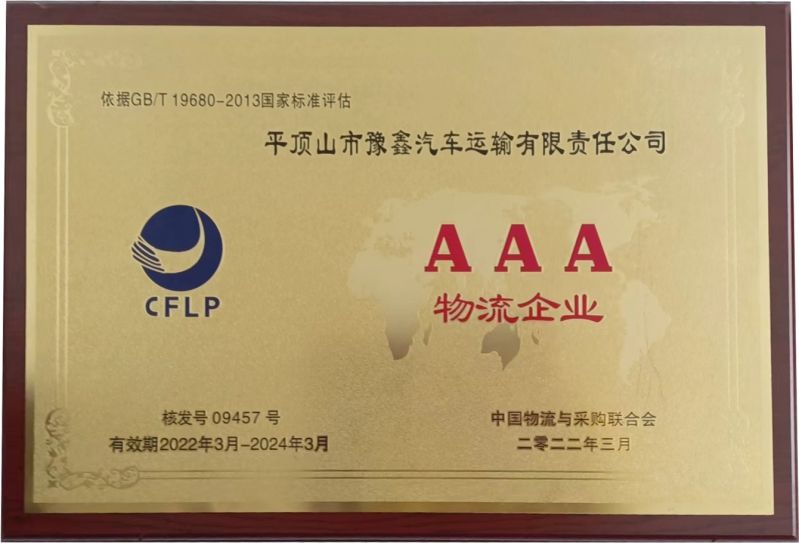 依据GB/T 19680-2013国家标准评估
平顶山市豫鑫汽车运输有限责任公司
AAA
物流企业
CFLP
核发号 09457 号
有效期2022年3月-2024年3月
中国物流与采购联合会
二零二二年三月